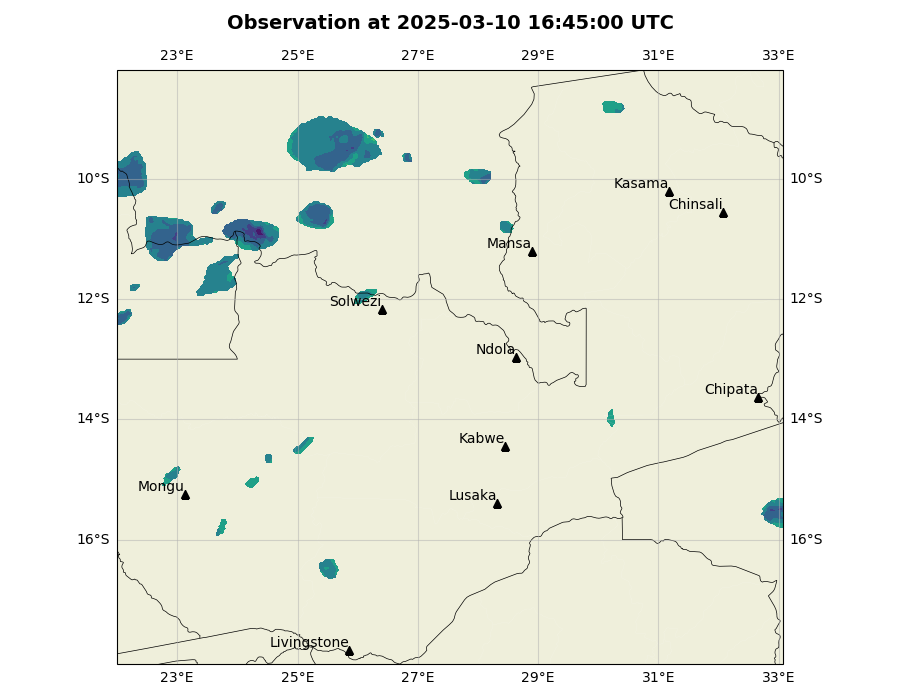 Observation at 2025-03-10 16:45:00 UTC
23°E 25°E 27°E 29°E 31°E 33°E
10°S 10°S
Kasama
Chinsali
Mansa
12°S 12°S
Solwezi
Ndola
Chipata
14°S 14°S
Kabwe
Mongu
Lusaka
16°S 16°S
Livingstone
23°E 25°E 27°E 29°E 31°E 33°E